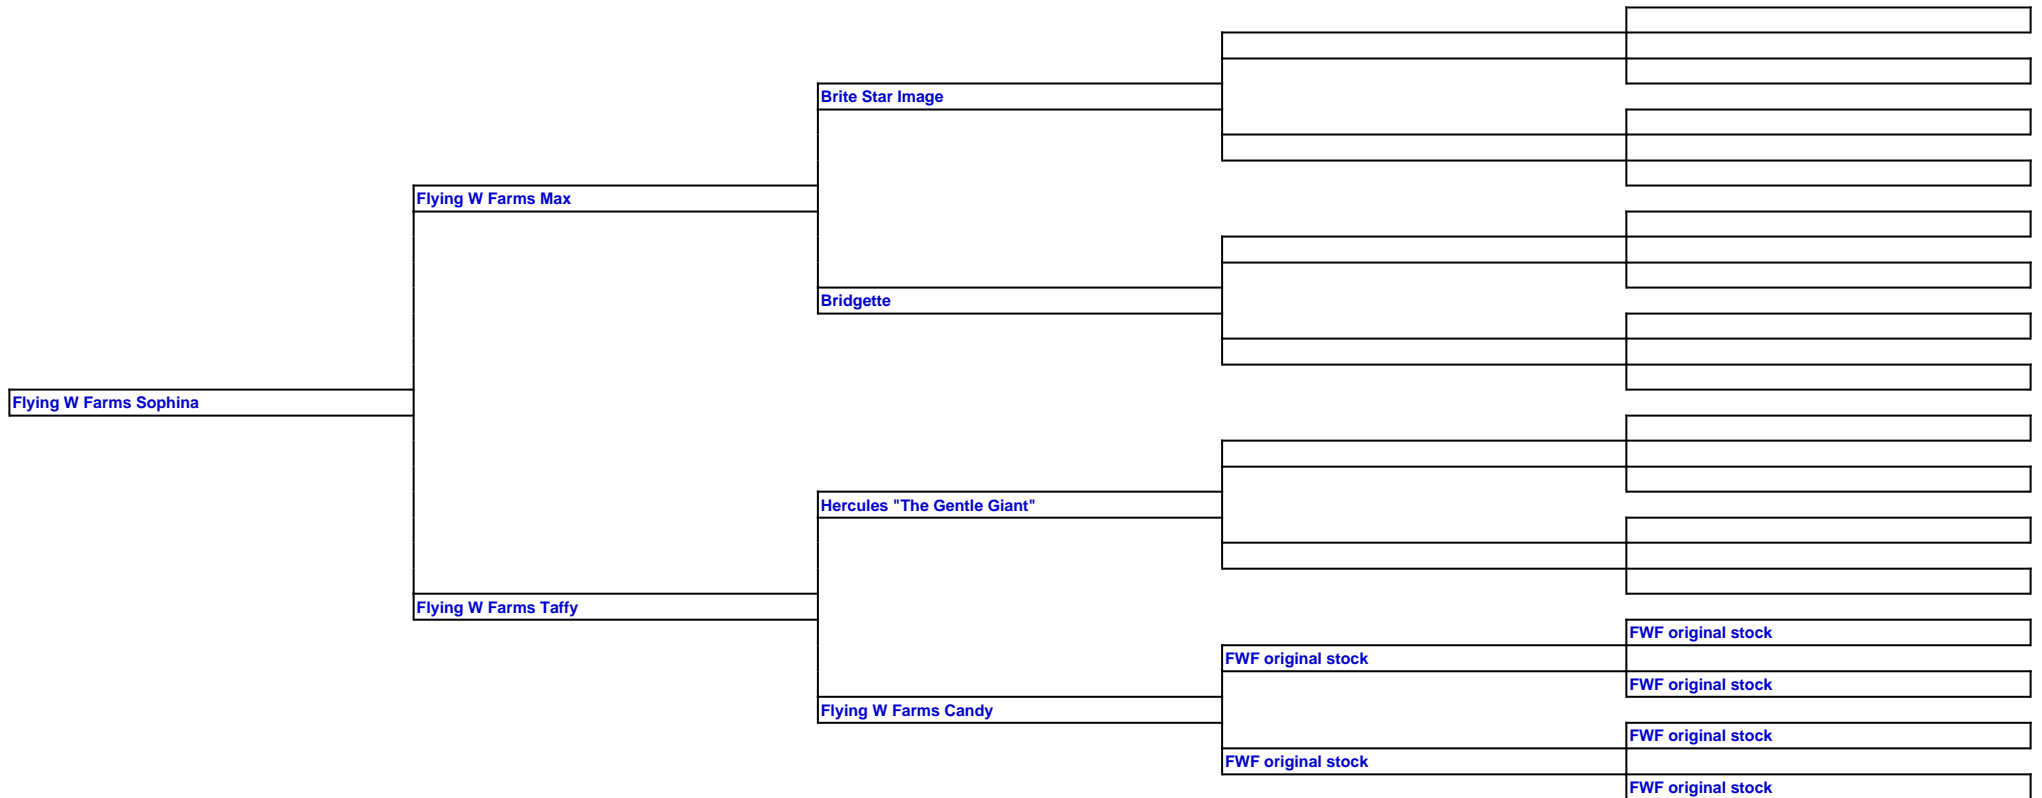 Brite Star Image
Flying W Farms Max
Bridgette
Flying W Farms Sophina
Hercules "The Gentle Giant"
Flying W Farms Taffy
FWF original stock
FWF original stock
FWF original stock
Flying W Farms Candy
FWF original stock
FWF original stock
FWF original stock